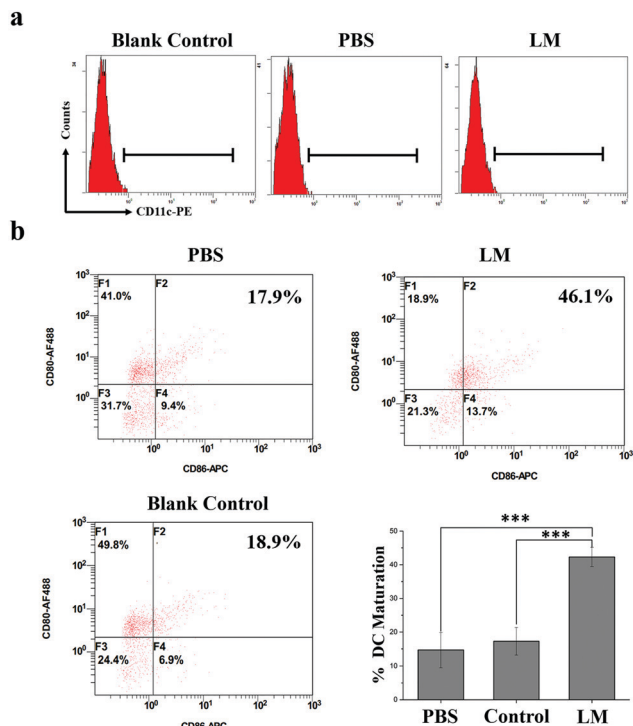 a
Blank Control
PBS
LM
Counts
CD11c-PE
b
PBS
LM
F1
41.0%
F2
17.9%
F3
31.7%
F4
9.4%
CD80-AF488
10³
10²
10¹
10⁰
10⁰
10¹
10²
10³
CD86-APC
F1
18.9%
F2
46.1%
F3
21.3%
F4
13.7%
CD80-AF488
10³
10²
10¹
10⁰
10⁰
10¹
10²
10³
CD86-APC
Blank Control
F1
49.8%
F2
18.9%
F3
24.4%
F4
6.9%
CD80-AF488
10³
10²
10¹
10⁰
10⁰
10¹
10²
10³
CD86-APC
% DC Maturation
50
40
30
20
10
0
***
***
PBS
Control
LM